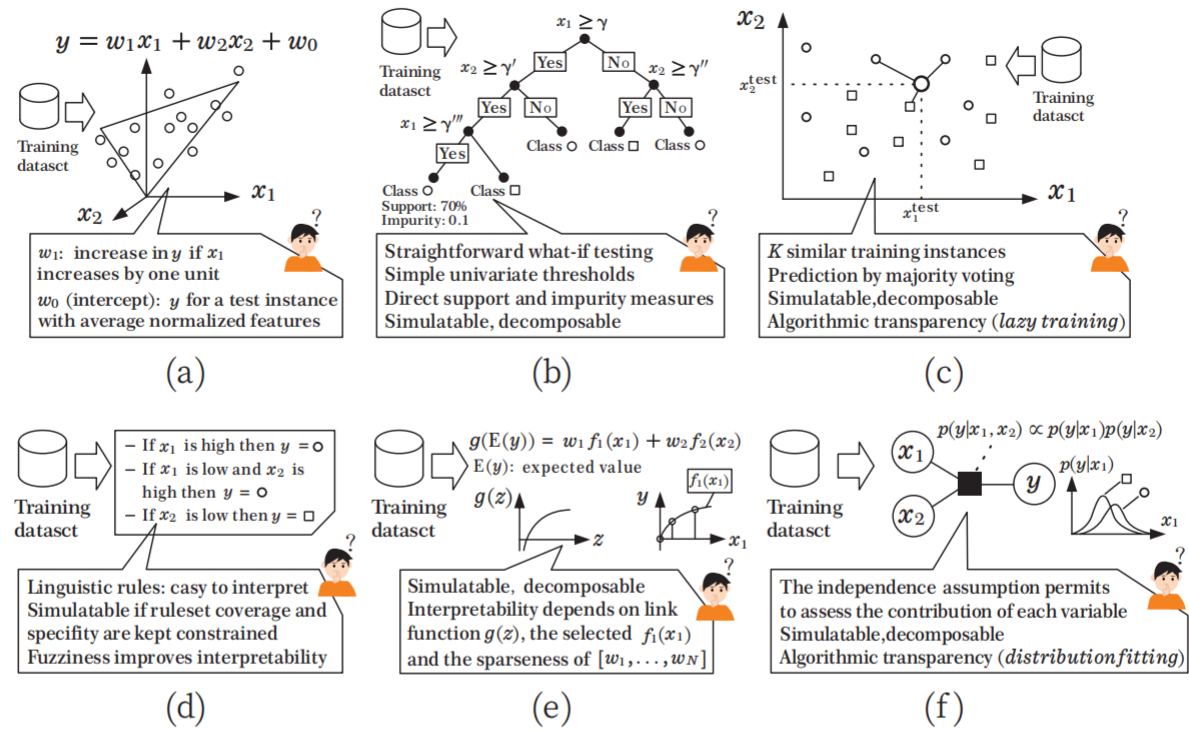 y = w₁x₁ + w₂x₂ + w₀
Training
datasct
x₁
x₂
?
w₁: increase in y if x₁
increases by one unit
w₀ (intercept): y for a test instance
with average normalized features
(a)
Training
datasct
x₁ ≥ γ
Yes
No
x₂ ≥ γ′
x₂ ≥ γ″
Yes
No
Yes
No
x₁ ≥ γ‴
Class ○
Class □
Class ○
Yes
Class ○
Class □
Support: 70%
Impurity: 0.1
?
Straightforward what-if testing
Simple univariate thresholds
Direct support and impurity measures
Simulatable, decomposable
(b)
x₂
x₂ᵗᵉˢᵗ
Training
datasct
x₁
x₁ᵗᵉˢᵗ
?
K similar training instances
Prediction by majority voting
Simulatable,decomposable
Algorithmic transparency (lazy training)
(c)
Training
datasct
– If x₁ is high then y = ○
– If x₁ is low and x₂ is
high then y = ○
– If x₂ is low then y = □
?
Linguistic rules: casy to interpret
Simulatable if ruleset coverage and
specifity are kept constrained
Fuzziness improves interpretability
(d)
Training
datasct
g(E(y)) = w₁ f₁(x₁) + w₂ f₂(x₂)
E(y): expected value
g(z)
z
y
f₁(x₁)
x₁
?
Simulatable, decomposable
Interpretability depends on link
function g(z), the selected f₁(x₁)
and the sparseness of [w₁,...,w_N]
(e)
Training
datasct
p(y|x₁, x₂) ∝ p(y|x₁)p(y|x₂)
x₁
x₂
y
p(y|x₁)
x₁
?
The independence assumption permits
to assess the contribution of each variable
Simulatable,decomposable
Algorithmic transparency (distributionfitting)
(f)